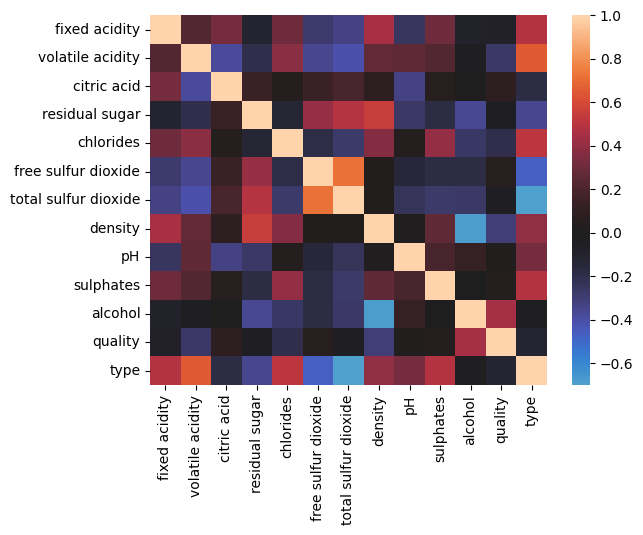 fixed acidity
volatile acidity
citric acid
residual sugar
chlorides
free sulfur dioxide
total sulfur dioxide
density
pH
sulphates
alcohol
quality
type
fixed acidity
volatile acidity
citric acid
residual sugar
chlorides
free sulfur dioxide
total sulfur dioxide
density
pH
sulphates
alcohol
quality
type
1.0
0.8
0.6
0.4
0.2
0.0
−0.2
−0.4
−0.6